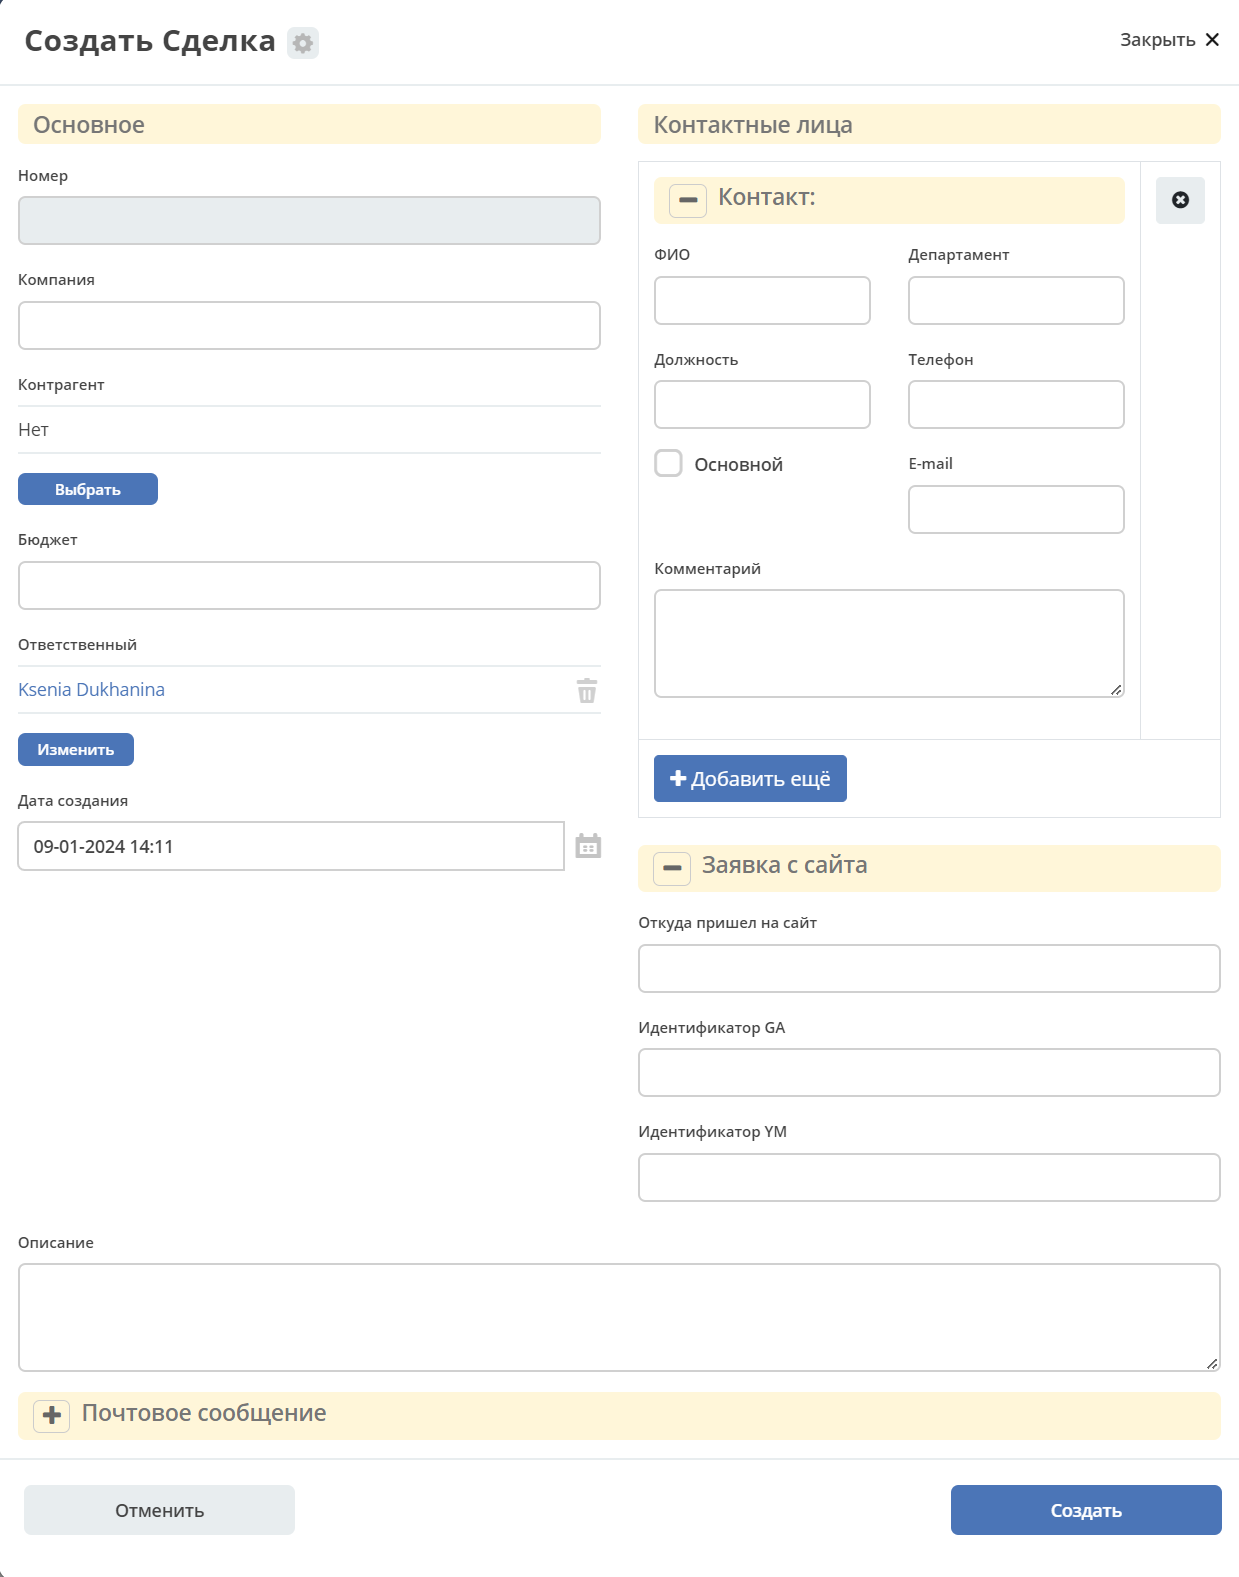 Создать Сделка
Закрыть
Основное
Номер
Компания
Контрагент
Нет
Выбрать
Бюджет
Ответственный
Ksenia Dukhanina
Изменить
Дата создания
09-01-2024 14:11
Контактные лица
Контакт:
ФИО
Департамент
Должность
Телефон
Основной
E-mail
Комментарий
Добавить ещё
Заявка с сайта
Откуда пришел на сайт
Идентификатор GA
Идентификатор YM
Описание
Почтовое сообщение
Отменить
Создать